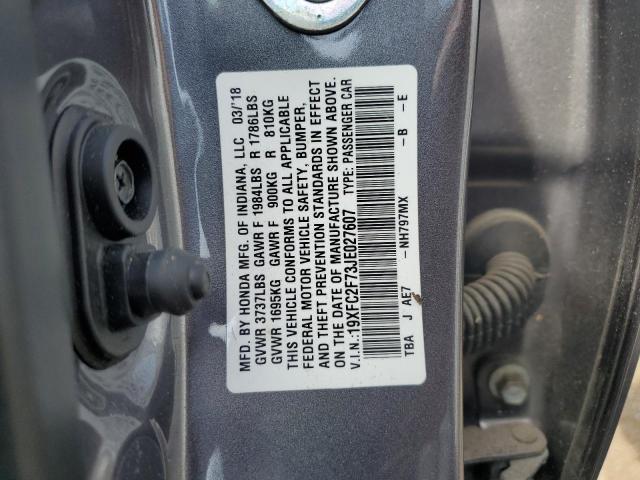 MFD. BY HONDA MFG. OF INDIANA, LLC 03/'18
GVWR 3737LBS GAWR F 1984LBS R 1786LBS
GVWR 1695KG GAWR F 900KG R 810KG
THIS VEHICLE CONFORMS TO ALL APPLICABLE
FEDERAL MOTOR VEHICLE SAFETY, BUMPER,
AND THEFT PREVENTION STANDARDS IN EFFECT
ON THE DATE OF MANUFACTURE SHOWN ABOVE.
V.I.N.:19XFC2F73JE027607 TYPE: PASSENGER CAR
TBA J AE7 -NH797MX -B -E